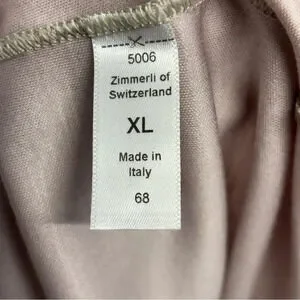 5006
Zimmerli of
Switzerland
XL
Made in
Italy
68